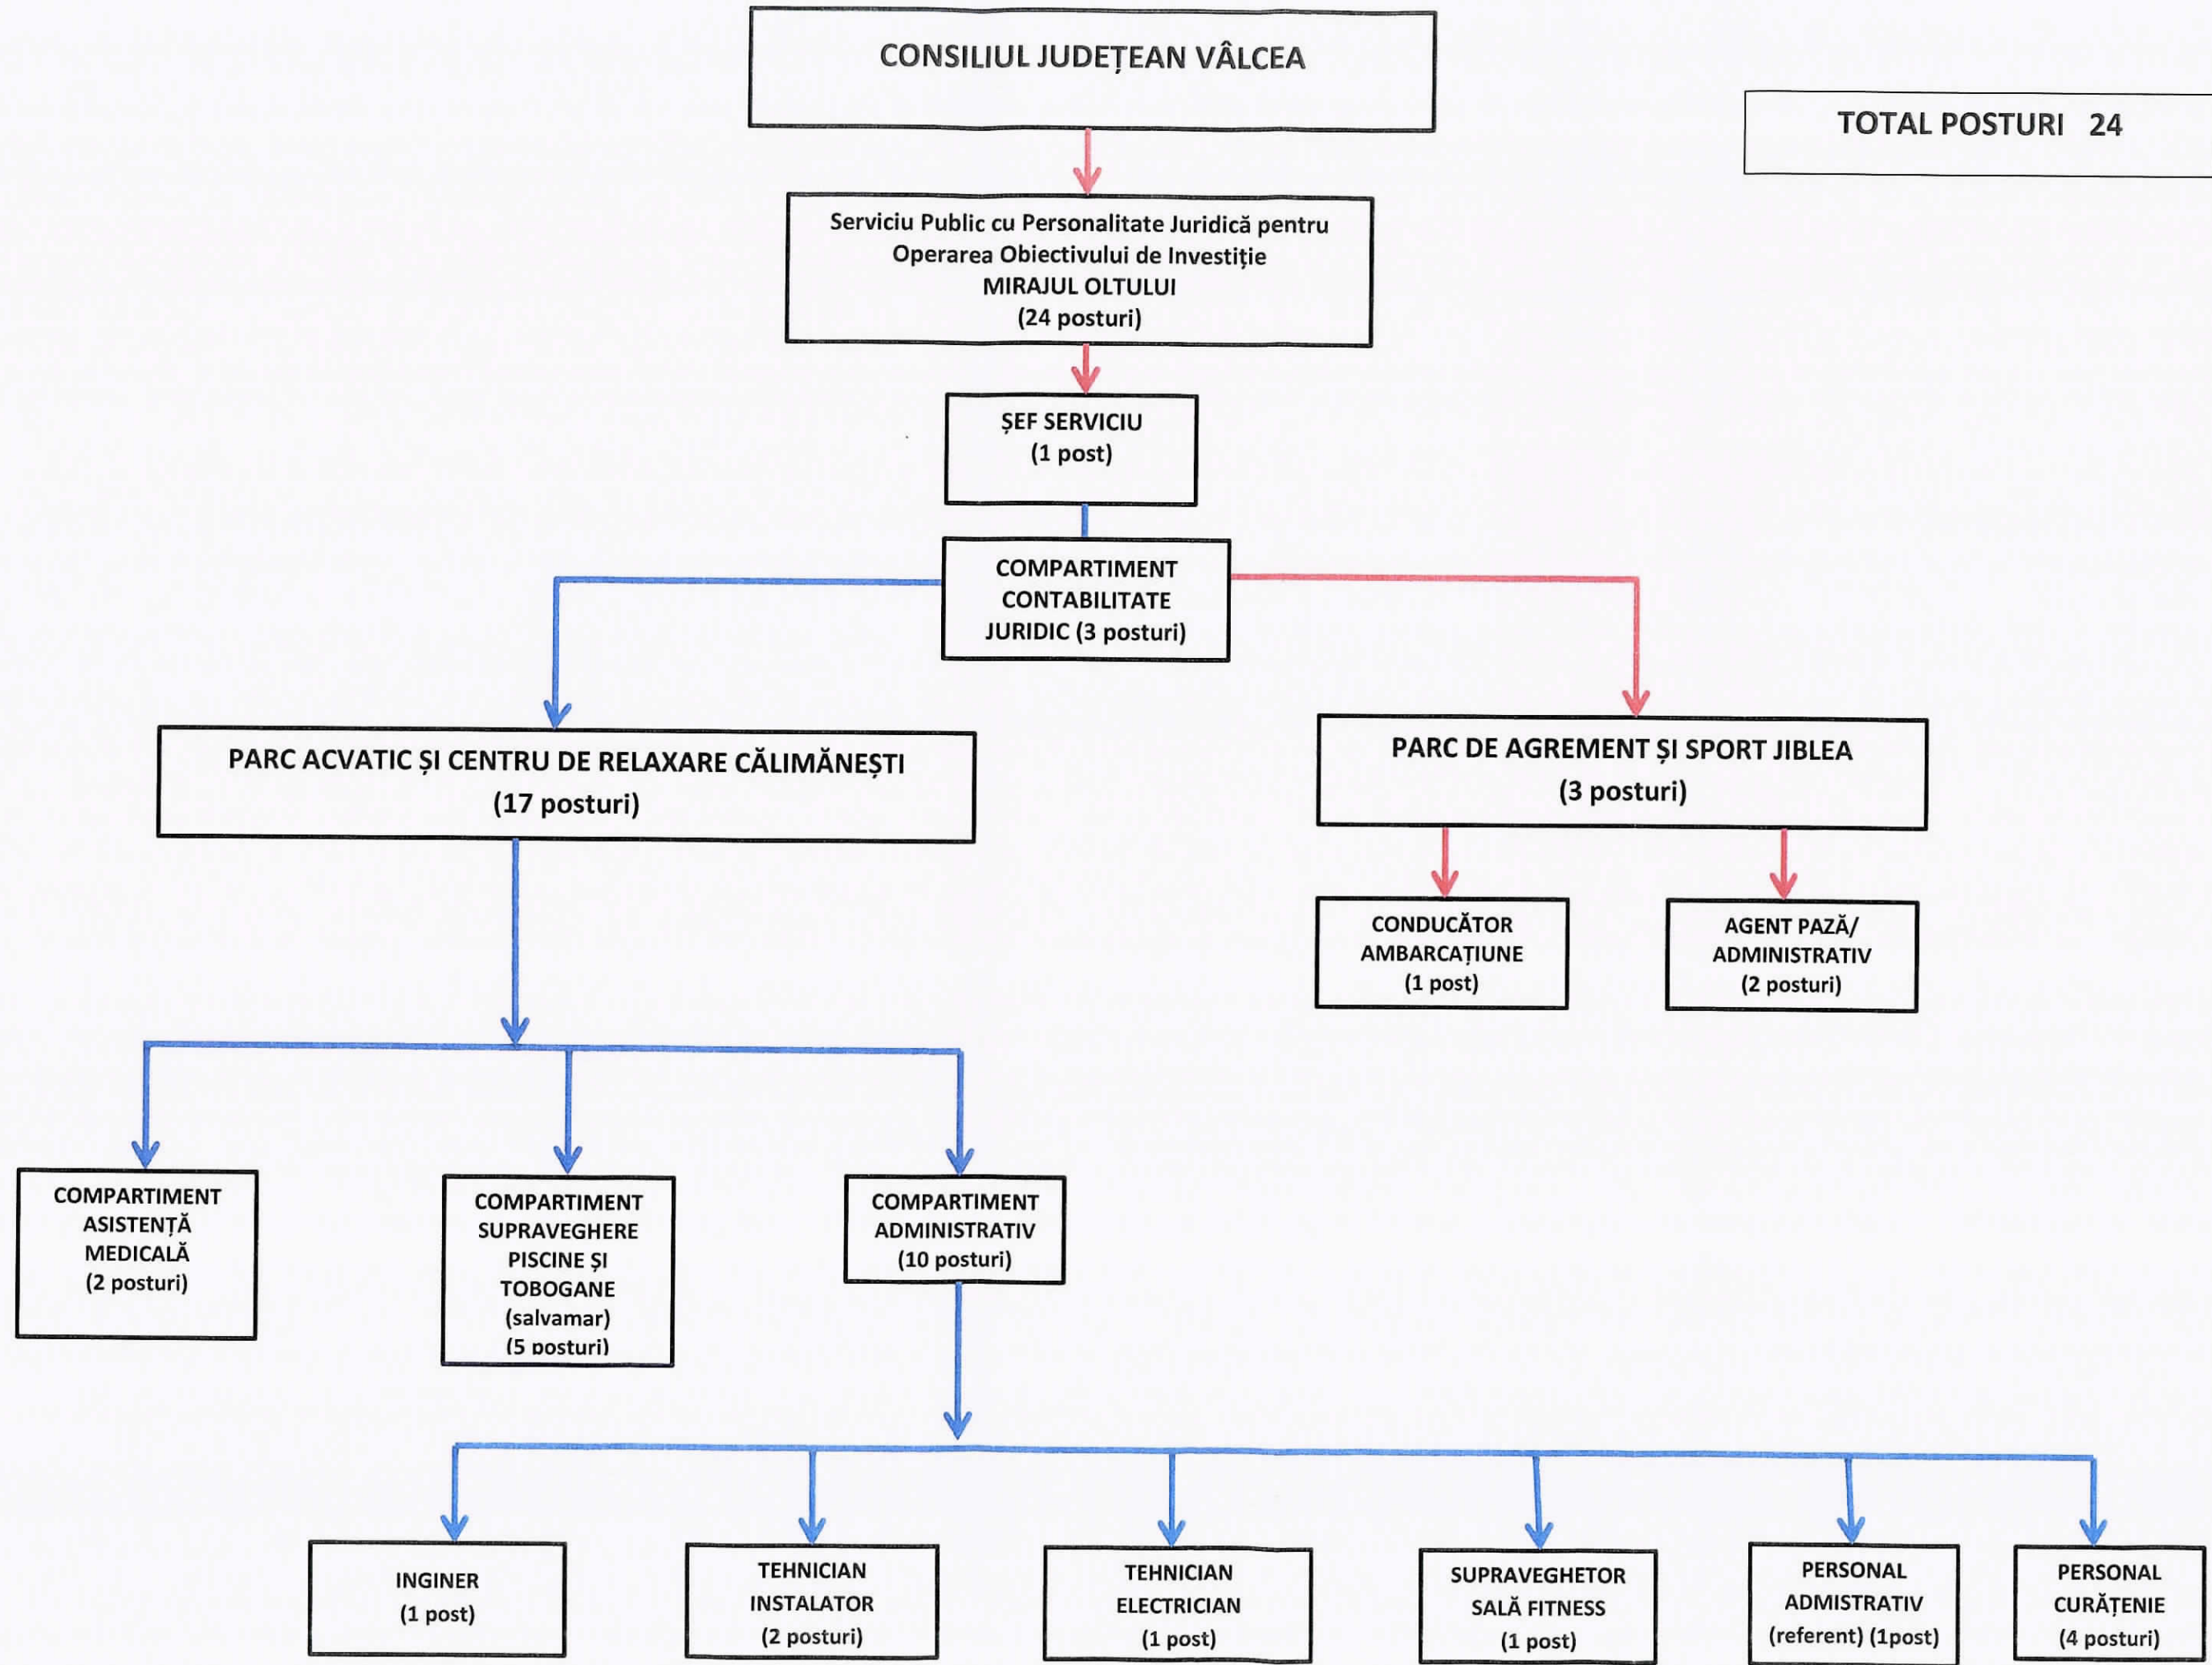 CONSILIUL JUDEȚEAN VÂLCEA
TOTAL POSTURI 24
Serviciu Public cu Personalitate Juridică pentru
Operarea Obiectivului de Investiție
MIRAJUL OLTULUI
(24 posturi)
ȘEF SERVICIU
(1 post)
COMPARTIMENT
CONTABILITATE
JURIDIC (3 posturi)
PARC ACVATIC ȘI CENTRU DE RELAXARE CĂLIMĂNEȘTI
(17 posturi)
PARC DE AGREMENT ȘI SPORT JIBLEA
(3 posturi)
CONDUCĂTOR
AMBARCAȚIUNE
(1 post)
AGENT PAZĂ/
ADMINISTRATIV
(2 posturi)
COMPARTIMENT
ASISTENȚĂ
MEDICALĂ
(2 posturi)
COMPARTIMENT
SUPRAVEGHERE
PISCINE ȘI
TOBOGANE
(salvamar)
(5 posturi)
COMPARTIMENT
ADMINISTRATIV
(10 posturi)
INGINER
(1 post)
TEHNICIAN
INSTALATOR
(2 posturi)
TEHNICIAN
ELECTRICIAN
(1 post)
SUPRAVEGHETOR
SALĂ FITNESS
(1 post)
PERSONAL
ADMISTRATIV
(referent) (1post)
PERSONAL
CURĂȚENIE
(4 posturi)